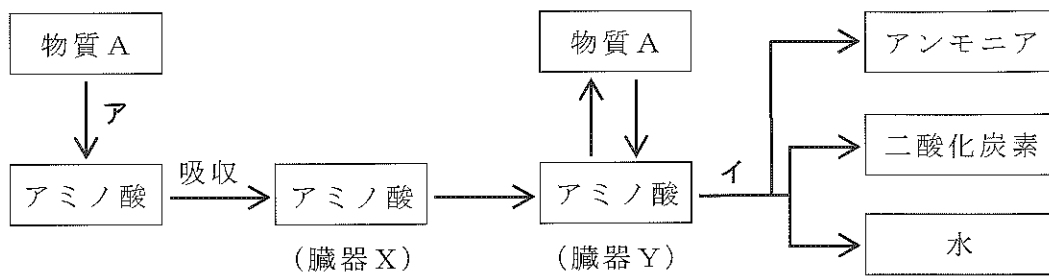 物質A
物質A
アンモニア
ア
二酸化炭素
吸収
イ
アミノ酸
アミノ酸
アミノ酸
水
(臓器X)
(臓器Y)